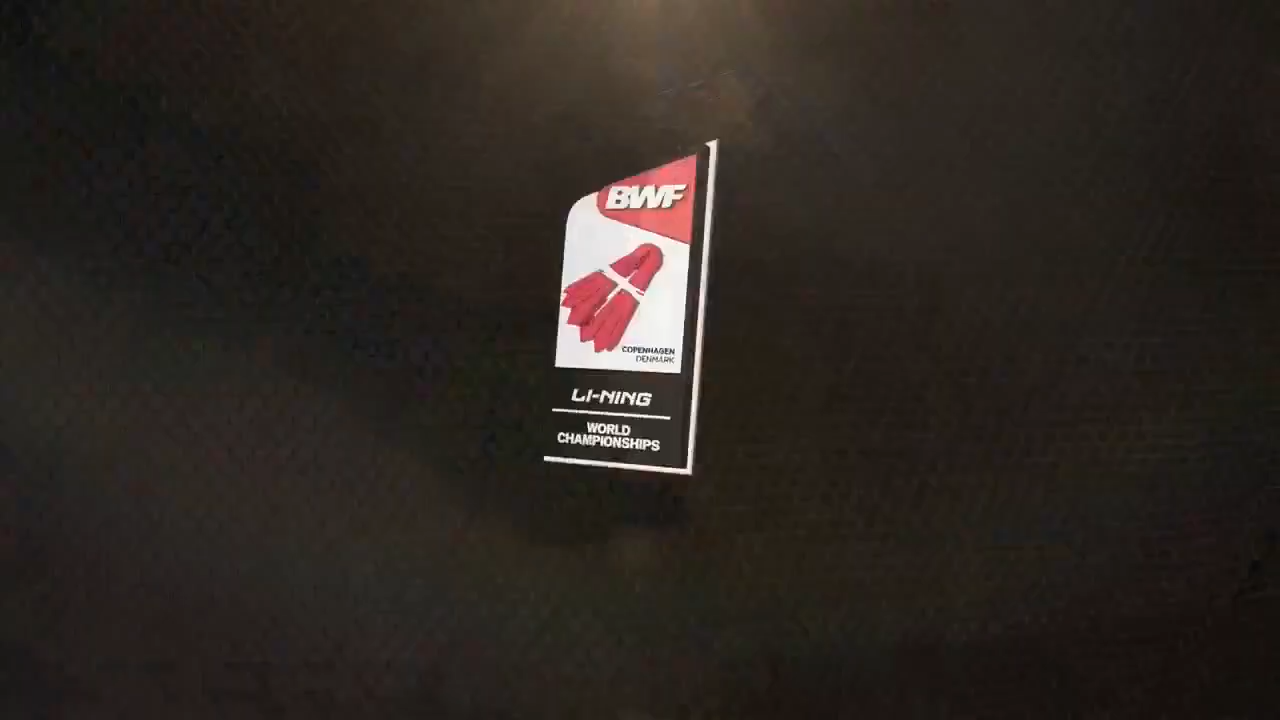 BWF
COPENHAGEN
DENMARK
LI-NING
WORLD
CHAMPIONSHIPS